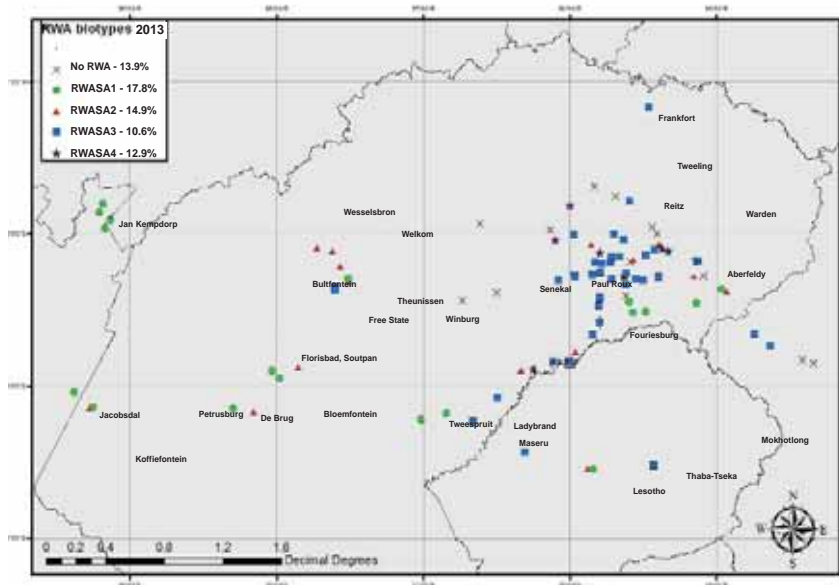 RWA biotypes 2013
No RWA - 13.9%
RWASA1 - 17.8%
RWASA2 - 14.9%
RWASA3 - 10.6%
RWASA4 - 12.9%
Frankfort
Tweeling
Reitz
Warden
Wesselsbron
Welkom
Jan Kempdorp
Bultfontein
Theunissen
Senekal
Paul Roux
Aberfeldy
Free State
Winburg
Fouriesburg
Florisbad, Soutpan
Jacobsdal
Petrusburg
De Brug
Bloemfontein
Tweespruit
Ladybrand
Maseru
Mokhotlong
Koffiefontein
Thaba-Tseka
Lesotho
N
W
E
S
0 0.2 0.4 0.8 1.2 1.6
Decimal Degrees